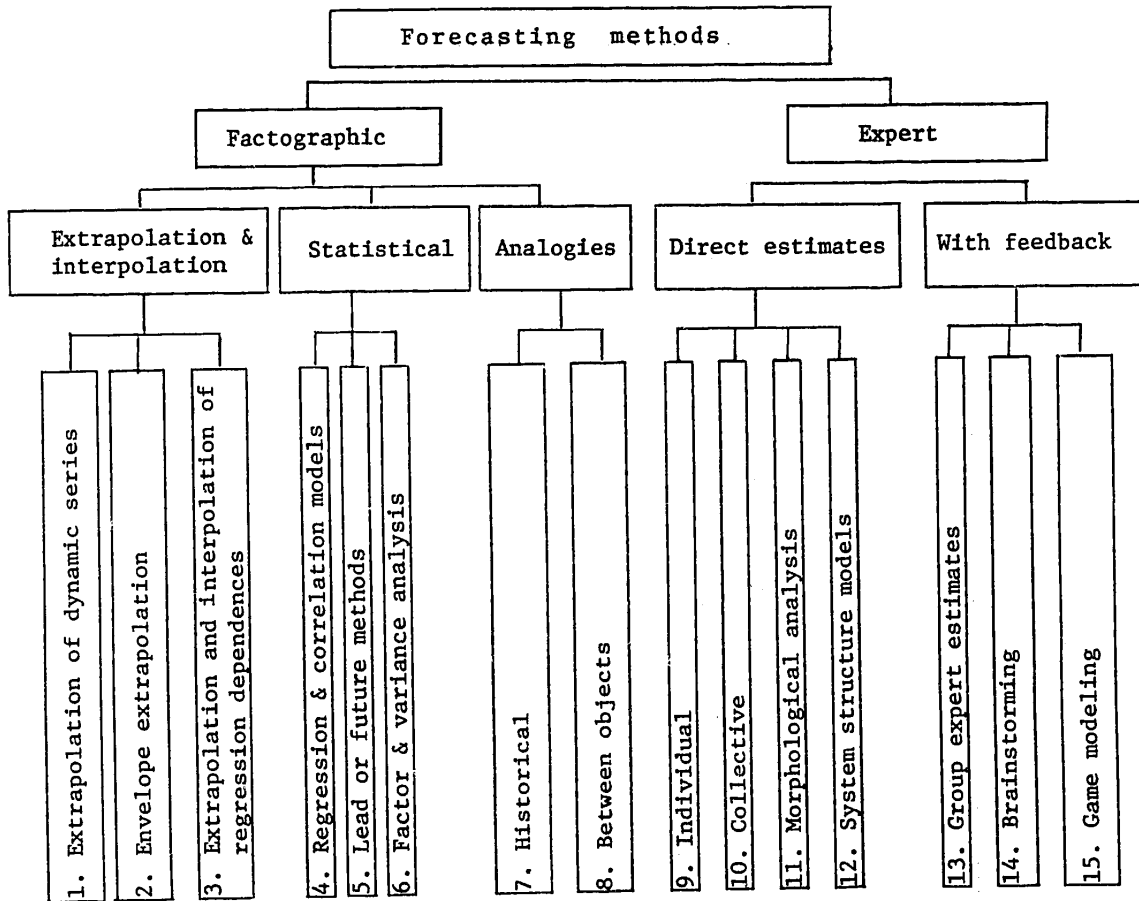 Forecasting methods
Factographic
Expert
Extrapolation &
interpolation
Statistical
Analogies
Direct estimates
With feedback
1. Extrapolation of dynamic series
2. Envelope extrapolation
3. Extrapolation and interpolation of
regression dependences
4. Regression & correlation models
5. Lead or future methods
6. Factor & variance analysis
7. Historical
8. Between objects
9. Individual
10. Collective
11. Morphological analysis
12. System structure models
13. Group expert estimates
14. Brainstorming
15. Game modeling